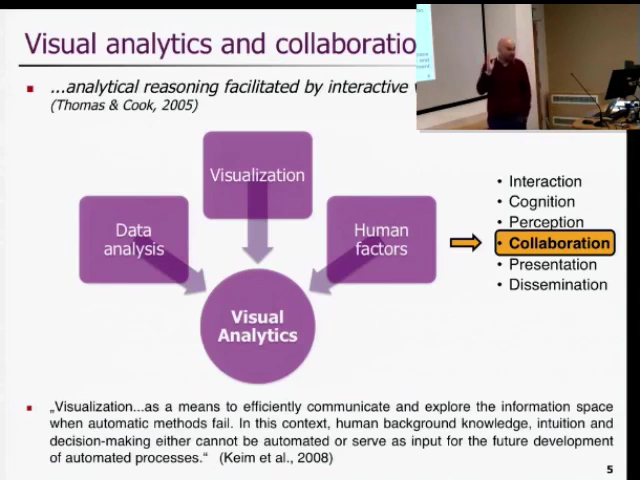 Visual analytics and collaboratio
...analytical reasoning facilitated by interactive
(Thomas & Cook, 2005)
Visualization
Data
analysis
Human
factors
Visual
Analytics
• Interaction
• Cognition
• Perception
• Collaboration
• Presentation
• Dissemination
„Visualization...as a means to efficiently communicate and explore the information space
when automatic methods fail. In this context, human background knowledge, intuition and
decision-making either cannot be automated or serve as input for the future development
of automated processes.“ (Keim et al., 2008)
5